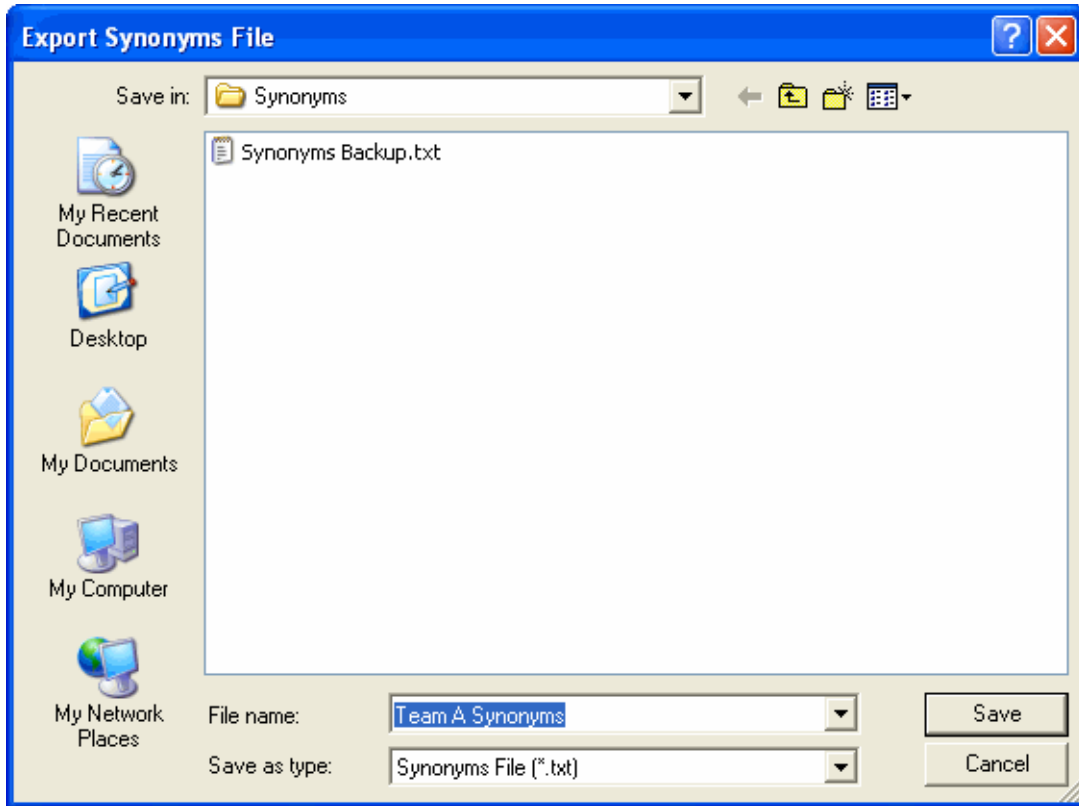 Export Synonyms File
Save in: Synonyms
Synonyms Backup.txt
My Recent
Documents
Desktop
My Documents
My Computer
My Network
Places
File name: Team A Synonyms Save
Save as type: Synonyms File (*.txt) Cancel